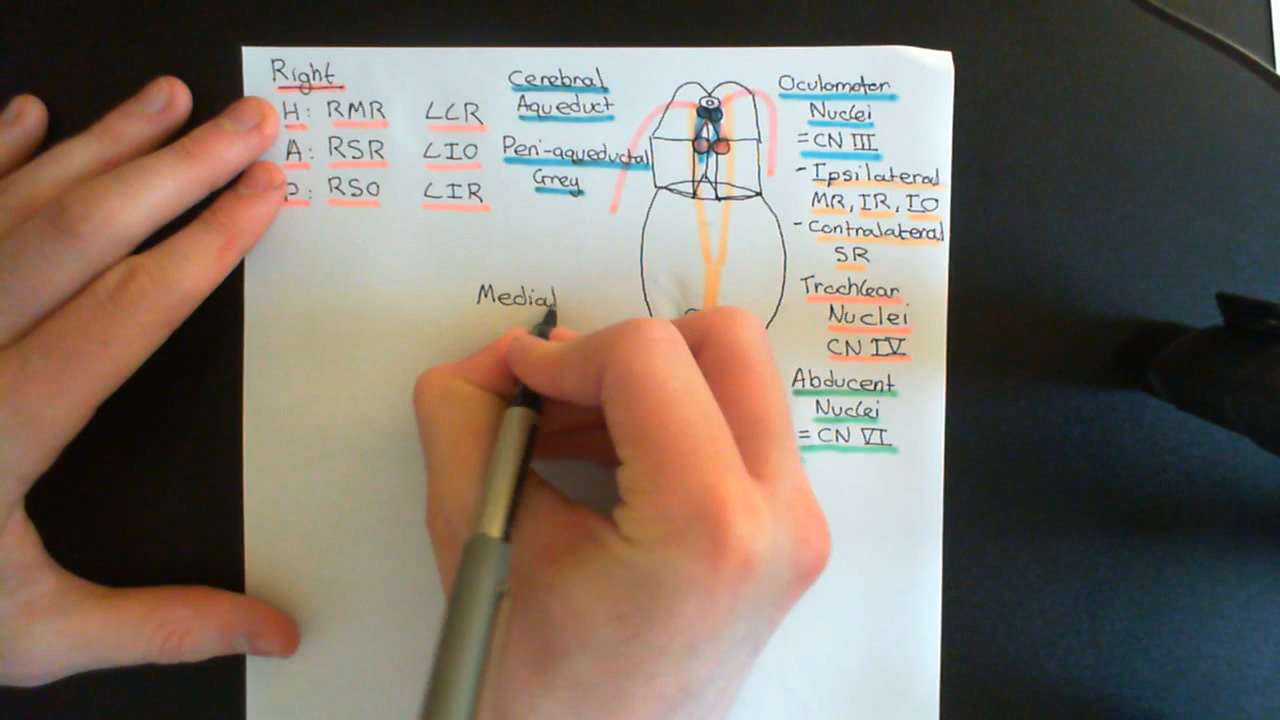 Right
H: RMR LLR
A: RSR LIO
P: RSO LIR
Cerebral
Aqueduct
Peri-aqueductal
Grey
Medial
Oculomotor
Nuclei
= CN III
- Ipsilateral
MR, IR, IO
- Contralateral
SR
Trochlear
Nuclei
CN IV
Abducent
Nuclei
= CN VI